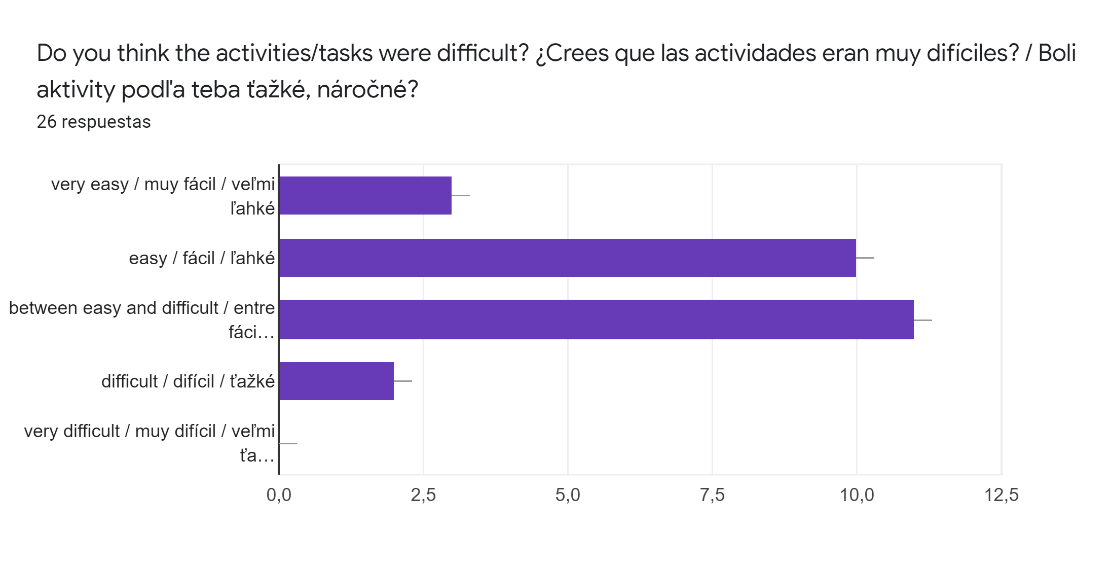 Do you think the activities/tasks were difficult? ¿Crees que las actividades eran muy difíciles? / Boli
aktivity podľa teba ťažké, náročné?
26 respuestas
very easy / muy fácil / veľmi
ľahké
easy / fácil / ľahké
between easy and difficult / entre
fáci…
difficult / difícil / ťažké
very difficult / muy difícil / veľmi
ťa…
0,0 2,5 5,0 7,5 10,0 12,5